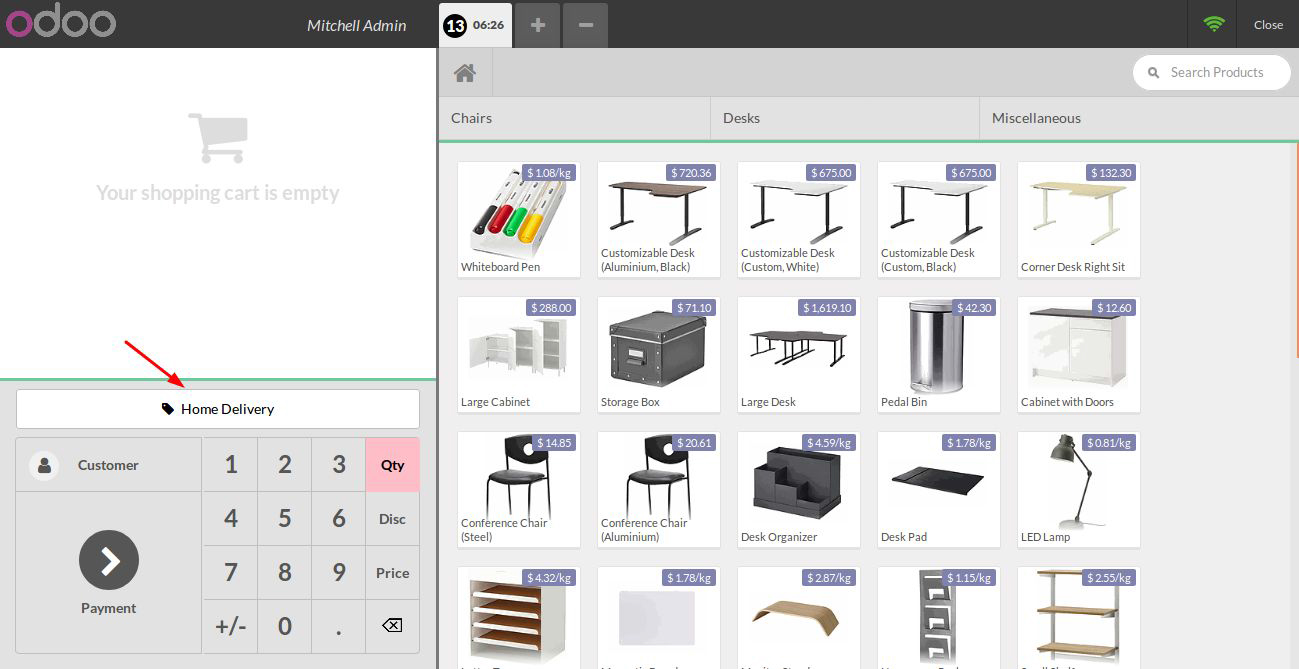 odoo
Mitchell Admin
13 06:26
+
−
Close
Search Products
Chairs
Desks
Miscellaneous
Your shopping cart is empty
$ 1.08/kg
Whiteboard Pen
$ 720.36
Customizable Desk
(Aluminium, Black)
$ 675.00
Customizable Desk
(Custom, White)
$ 675.00
Customizable Desk
(Custom, Black)
$ 132.30
Corner Desk Right Sit
$ 288.00
Large Cabinet
$ 71.10
Storage Box
$ 1,619.10
Large Desk
$ 42.30
Pedal Bin
$ 12.60
Cabinet with Doors
$ 14.85
Conference Chair
(Steel)
$ 20.61
Conference Chair
(Aluminium)
$ 4.59/kg
Desk Organizer
$ 1.78/kg
Desk Pad
$ 0.81/kg
LED Lamp
$ 4.32/kg
$ 1.78/kg
$ 2.87/kg
$ 1.15/kg
$ 2.55/kg
Home Delivery
Customer
1 2 3 Qty
4 5 6 Disc
7 8 9 Price
+/- 0 .
Payment